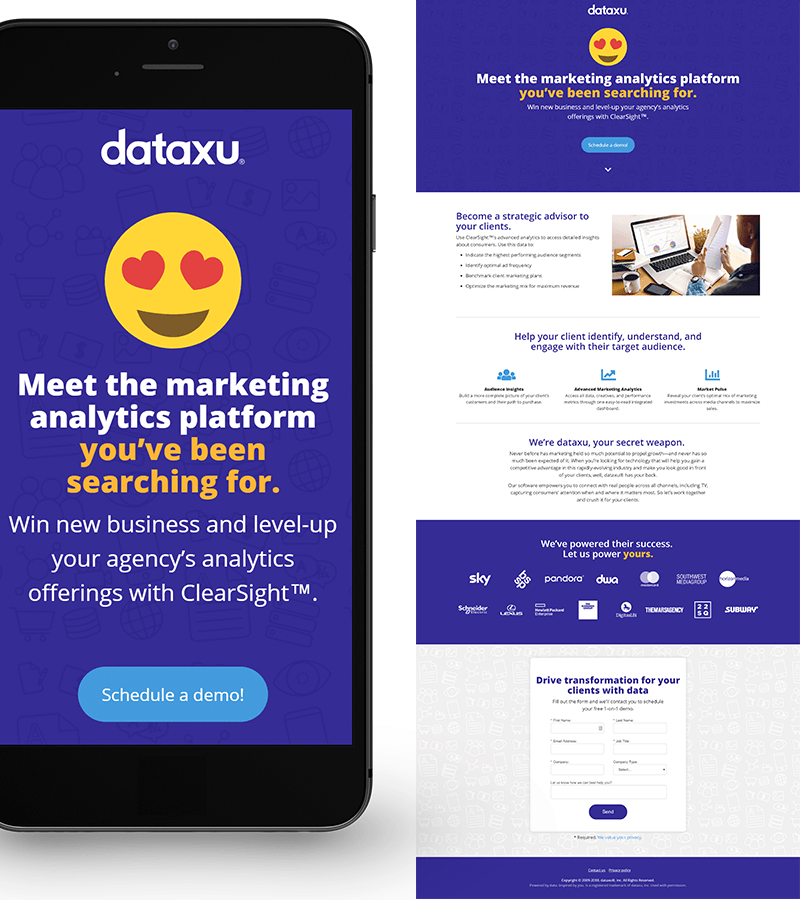 dataxu®
Meet the marketing
analytics platform
you’ve been
searching for.
Win new business and level-up
your agency’s analytics
offerings with ClearSight™.
Schedule a demo!
dataxu.
Meet the marketing analytics platform
you’ve been searching for.
Win new business and level-up your agency’s analytics
offerings with ClearSight™.
Schedule a demo!
Become a strategic advisor to
your clients.
Use ClearSight™’s advanced analytics to access detailed insights
about consumers. Use this data to:
Indicate the highest performing audience segments
Identify optimal ad frequency
Benchmark client marketing plans
Optimize the marketing mix for maximum revenue
Help your client identify, understand, and
engage with their target audience.
Audience Insights
Build a more complete picture of your client’s
customers and their path to purchase.
Advanced Marketing Analytics
Access all data, creatives, and performance
metrics through one easy-to-read integrated
dashboard.
Market Pulse
Reveal your client’s optimal mix of marketing
investments across media channels to maximize
sales.
We’re dataxu, your secret weapon.
Never before has marketing held so much potential to propel growth—and never has so
much been expected of it. When you’re looking for technology that will help you gain a
competitive advantage in this rapidly-evolving industry and make you look good in front
of your clients, well, dataxu® has your back.
Our software empowers you to connect with real people across all channels, including TV,
capturing consumers’ attention when and where it matters most. So let’s work together
and crush it for your clients.
We’ve powered their success.
Let us power yours.
sky
pandora
dwa
mastercard
SOUTHWEST
MEDIAGROUP
horizon media
Schneider
Electric
LEXUS
Hewlett Packard
Enterprise
DigitasLBi
THEMARSAGENCY
22
SQ
SUBWAY
Drive transformation for your
clients with data
Fill out the form and we’ll contact you to schedule
your free 1-on-1 demo.
* First Name:
* Last Name:
* Email Address:
* Job Title
* Company:
Company Type
Select...
Let us know how we can best help you?
Send
* Required. We value your privacy.
Contact us Privacy policy
Copyright © 2009-2018, dataxu®, Inc. All Rights Reserved.
Powered by data. Inspired by you. is a registered trademark of dataxu, Inc. Used with permission.